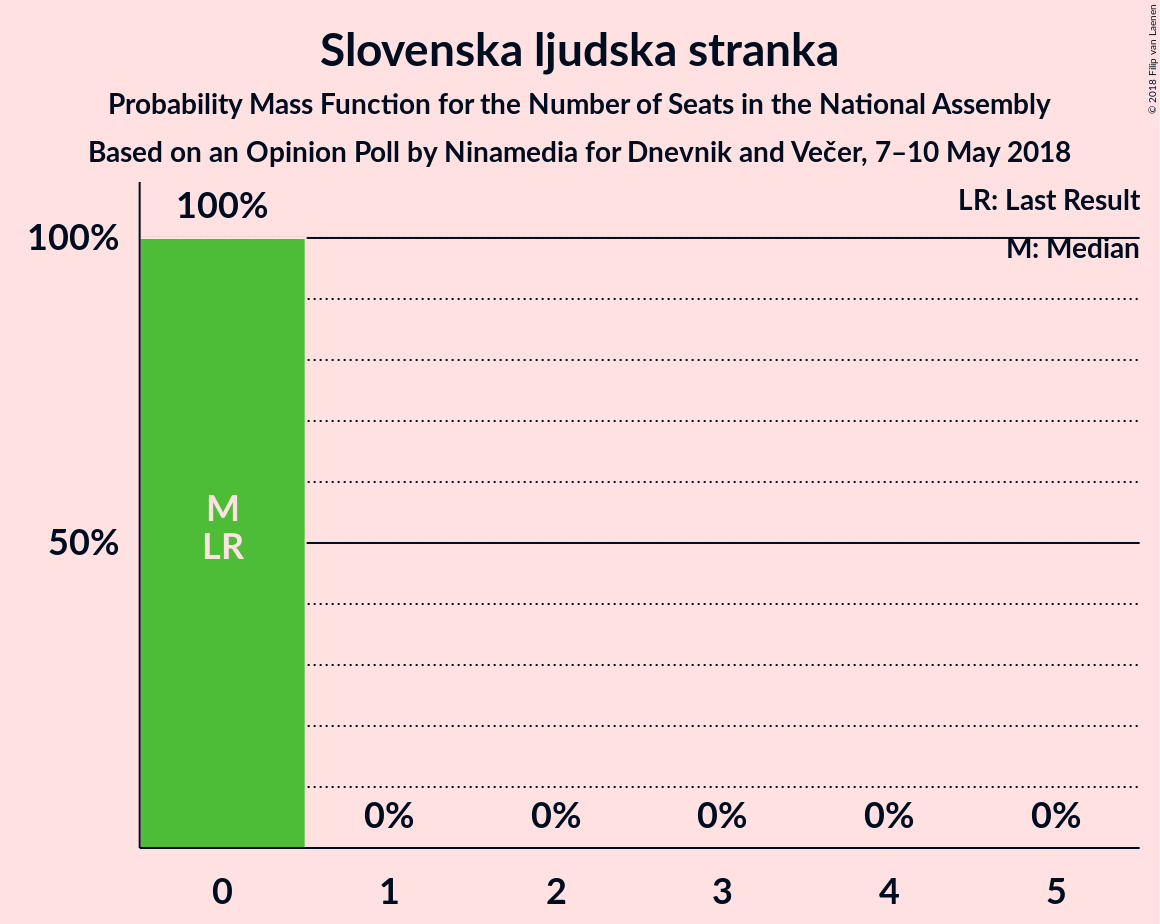 Slovenska ljudska stranka
Probability Mass Function for the Number of Seats in the National Assembly
Based on an Opinion Poll by Ninamedia for Dnevnik and Večer, 7–10 May 2018
© 2018 Filip van Laenen
LR: Last Result
M: Median
100%
100%
50%
M
LR
0%
0%
0%
0%
0%
0
1
2
3
4
5